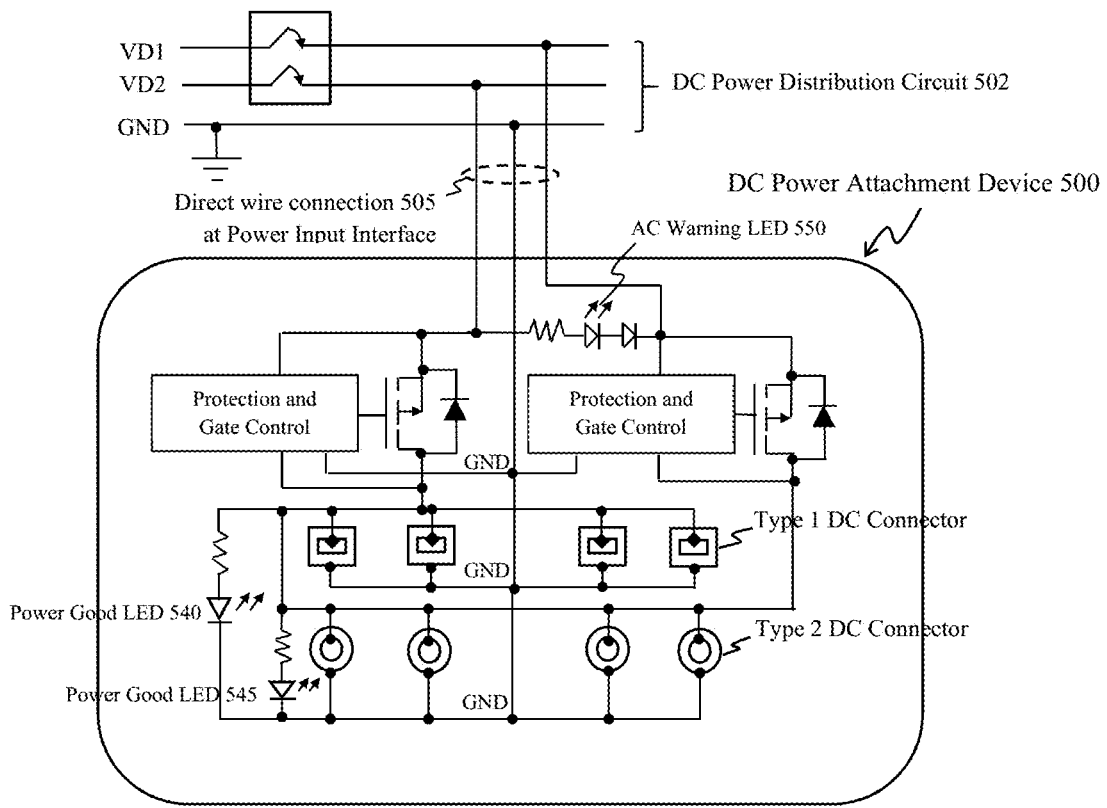 VD1
VD2
GND
DC Power Distribution Circuit 502
Direct wire connection 505
at Power Input Interface
DC Power Attachment Device 500
AC Warning LED 550
Protection and
Gate Control
Protection and
Gate Control
GND
Type 1 DC Connector
GND
Power Good LED 540
Type 2 DC Connector
Power Good LED 545
GND